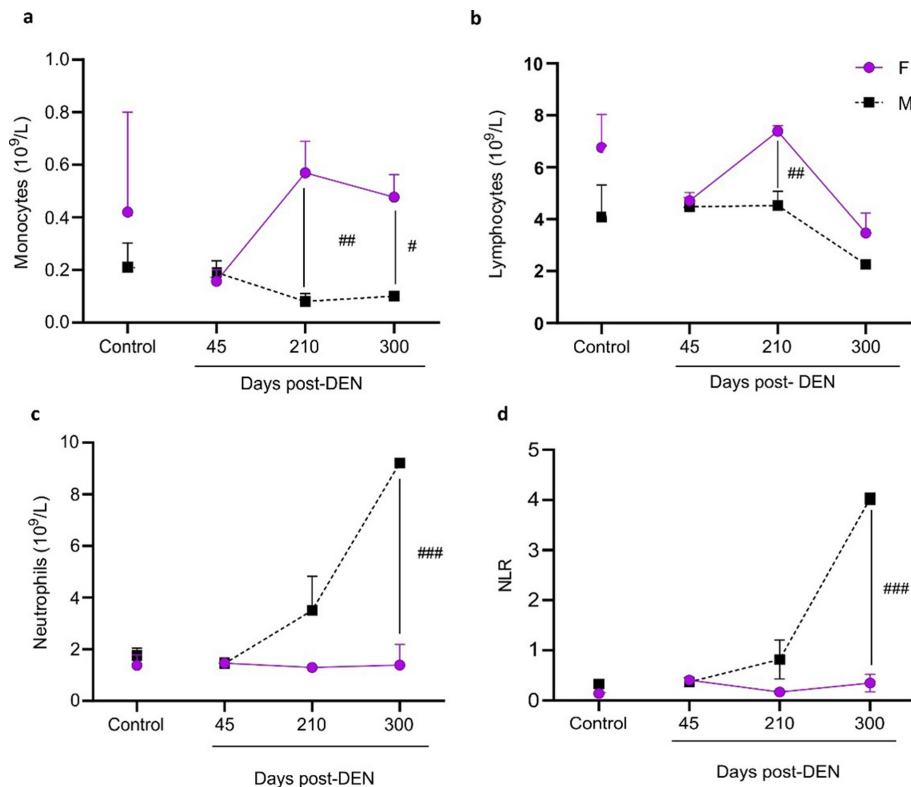 a
Monocytes (10⁹/L)
1.0
0.8
0.6
0.4
0.2
0.0
##
#
Control 45 210 300
Days post-DEN
b
Lymphocytes (10⁹/L)
10
8
6
4
2
0
F
M
##
Control 45 210 300
Days post- DEN
c
Neutrophils (10⁹/L)
10
8
6
4
2
0
###
Control 45 210 300
Days post-DEN
d
NLR
5
4
3
2
1
0
###
Control 45 210 300
Days post-DEN